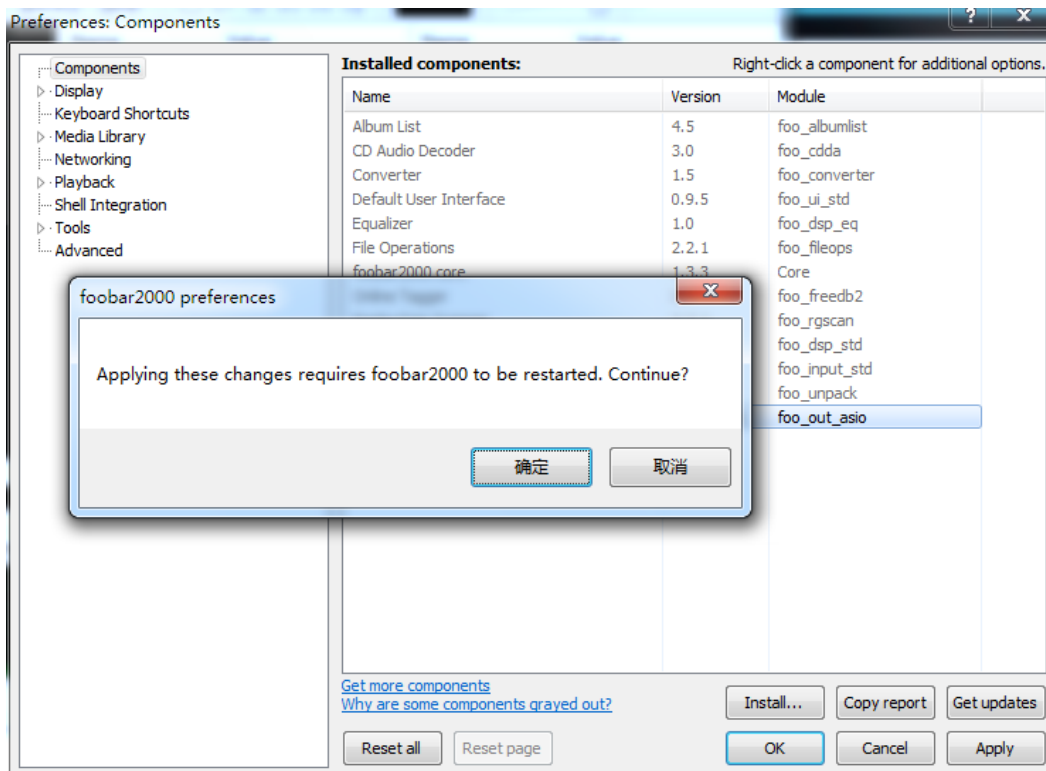 Preferences: Components
?
X
Components
Display
Keyboard Shortcuts
Media Library
Networking
Playback
Shell Integration
Tools
Advanced
Installed components:
Right-click a component for additional options.
Name Version Module
Album List 4.5 foo_albumlist
CD Audio Decoder 3.0 foo_cdda
Converter 1.5 foo_converter
Default User Interface 0.9.5 foo_ui_std
Equalizer 1.0 foo_dsp_eq
File Operations 2.2.1 foo_fileops
foobar2000 core 1.3.3 Core
foo_freedb2
foo_rgscan
foo_dsp_std
foo_input_std
foo_unpack
foo_out_asio
foobar2000 preferences
X
Applying these changes requires foobar2000 to be restarted. Continue?
确定 取消
Get more components
Why are some components grayed out?
Install... Copy report Get updates
Reset all Reset page OK Cancel Apply